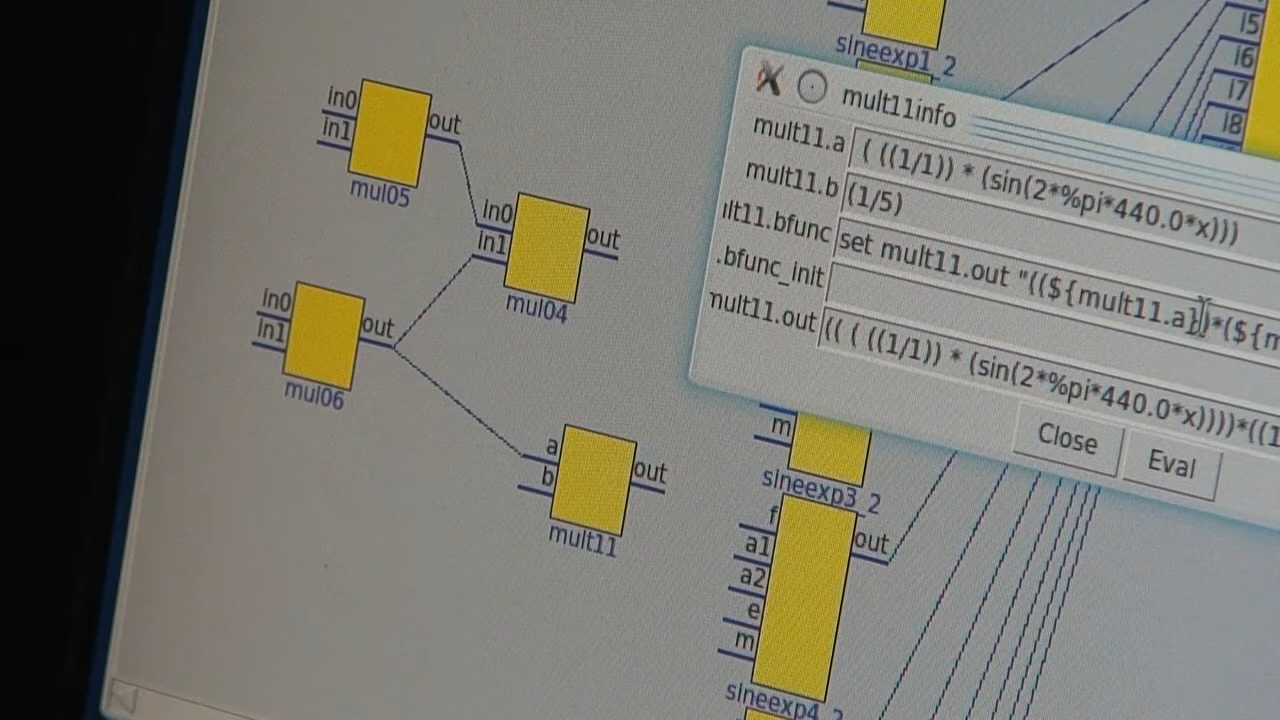 in0
in1
out
mul05
in0
in1
out
mul04
in0
in1
out
mul06
a
b
out
mult11
sineexp1_2
I5
I6
I7
I8
mult11info
mult11.a ( ((1/1)) * (sin(2*%pi*440.0*x)))
mult11.b (1/5)
ult11.bfunc set mult11.out "((${mult11.a})*(${m
.bfunc_init
mult11.out (( ( ((1/1)) * (sin(2*%pi*440.0*x))))*((1
Close Eval
m
sineexp3_2
f
a1
a2
e
m
out
sineexp4_2